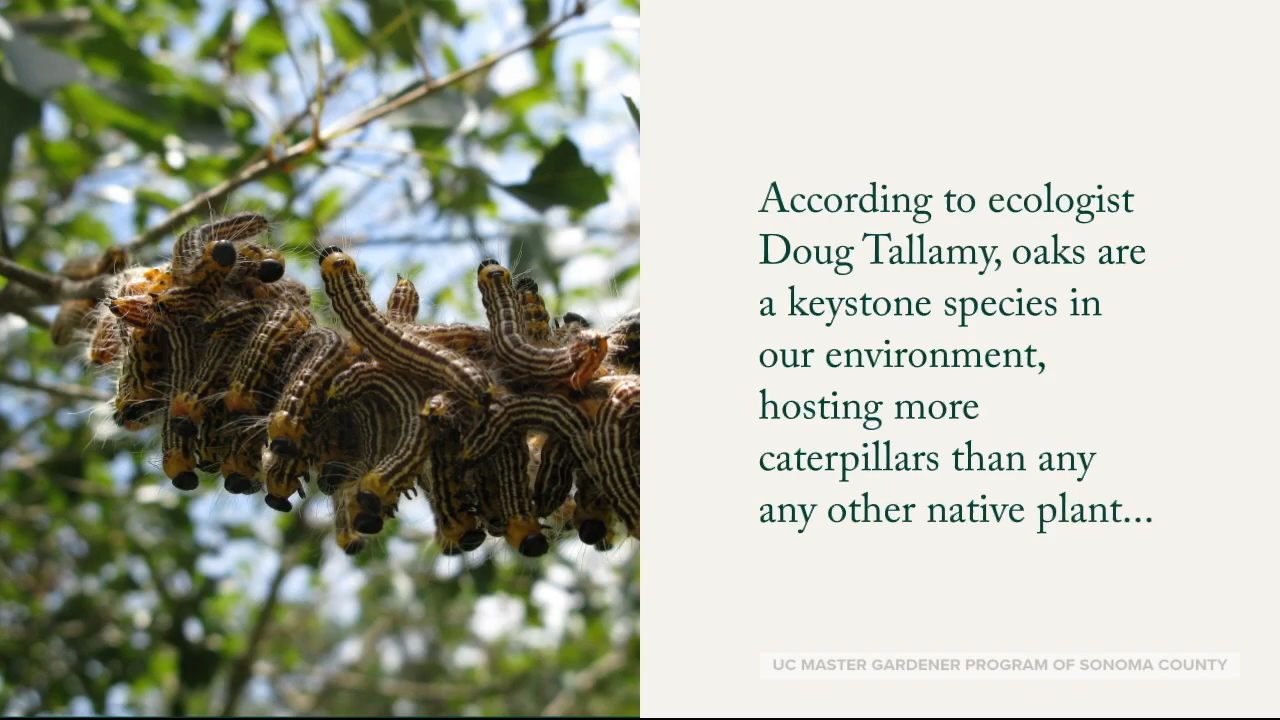 According to ecologist
Doug Tallamy, oaks are
a keystone species in
our environment,
hosting more
caterpillars than any
any other native plant...
UC MASTER GARDENER PROGRAM OF SONOMA COUNTY